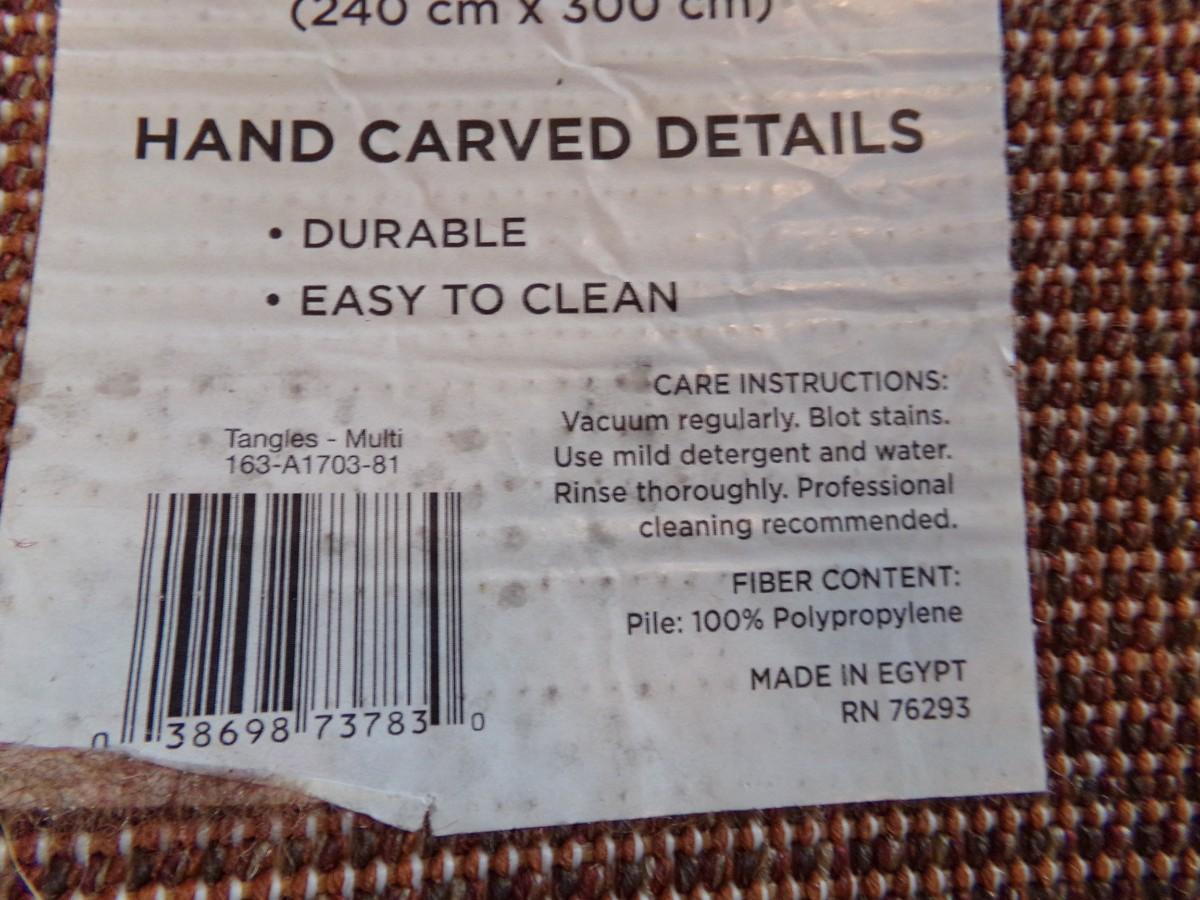 (240 cm x 300 cm)
HAND CARVED DETAILS
• DURABLE
• EASY TO CLEAN
Tangles - Multi
163-A1703-81
0 38698 73783 0
CARE INSTRUCTIONS:
Vacuum regularly. Blot stains.
Use mild detergent and water.
Rinse thoroughly. Professional
cleaning recommended.
FIBER CONTENT:
Pile: 100% Polypropylene
MADE IN EGYPT
RN 76293